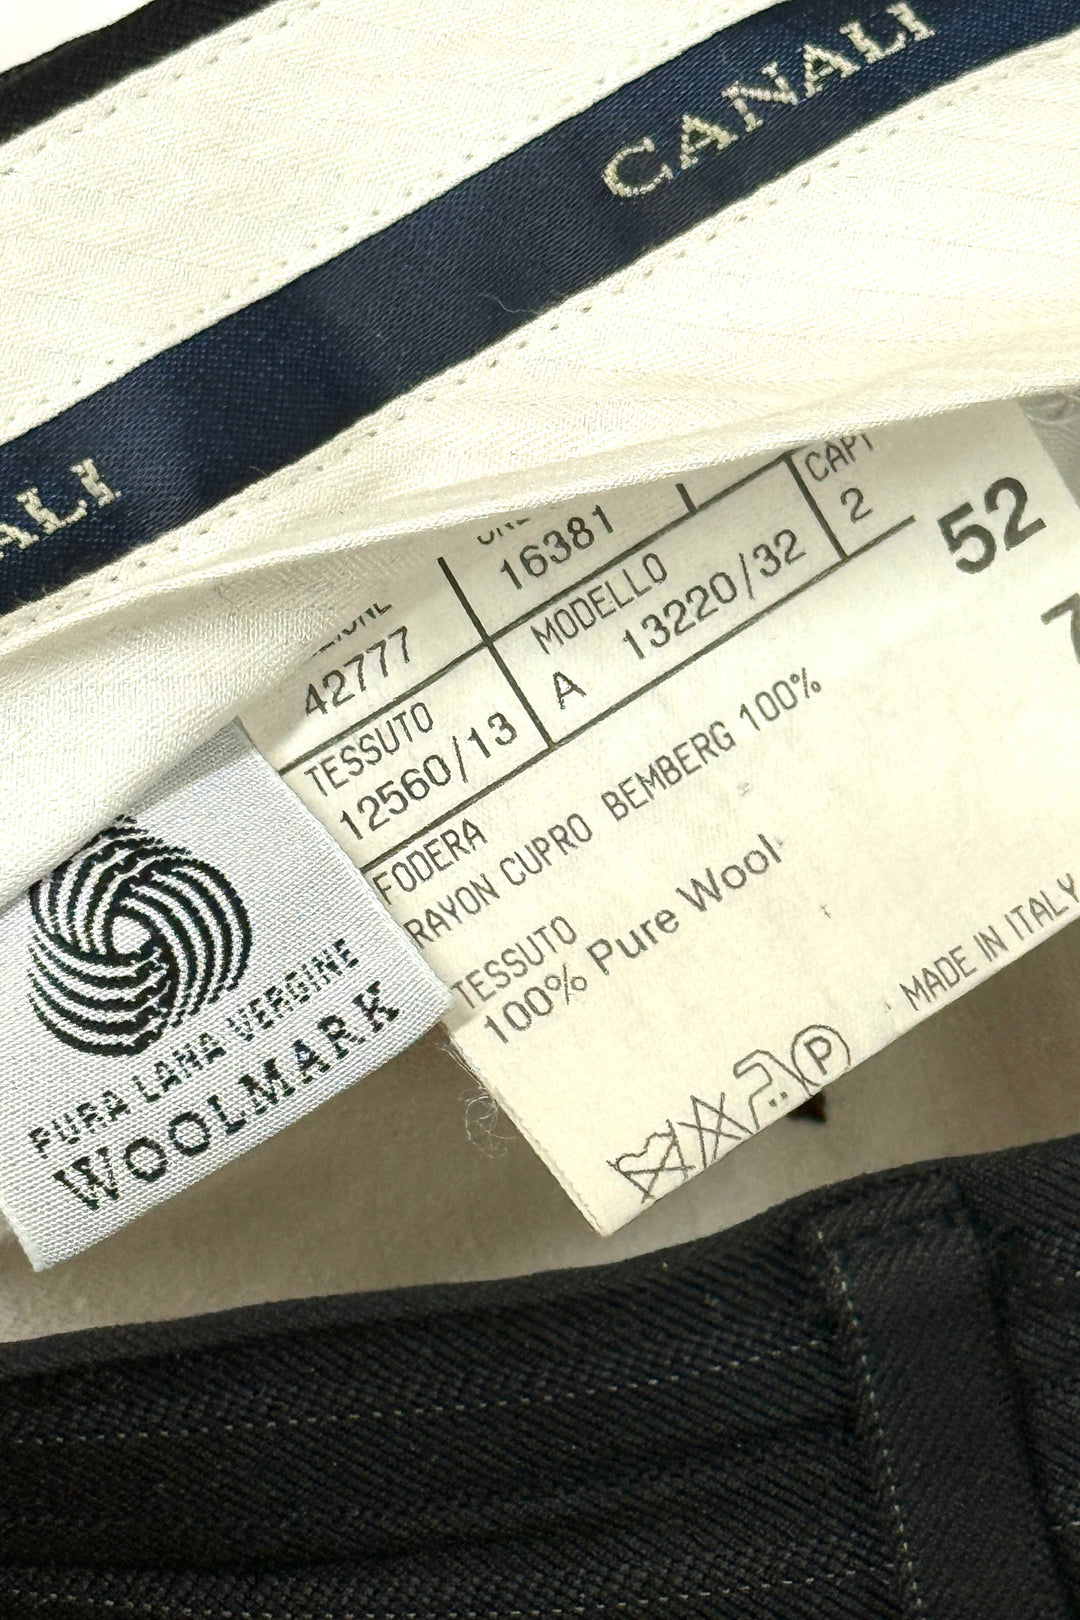 CANALI
ALI
CAPI
16381
2
52
42777
MODELLO
A 13220/32
TESSUTO
12560/13
FODERA
RAYON CUPRO BEMBERG 100%
TESSUTO
100% Pure Wool
MADE IN ITALY
P
PURA LANA VERGINE
WOOLMARK